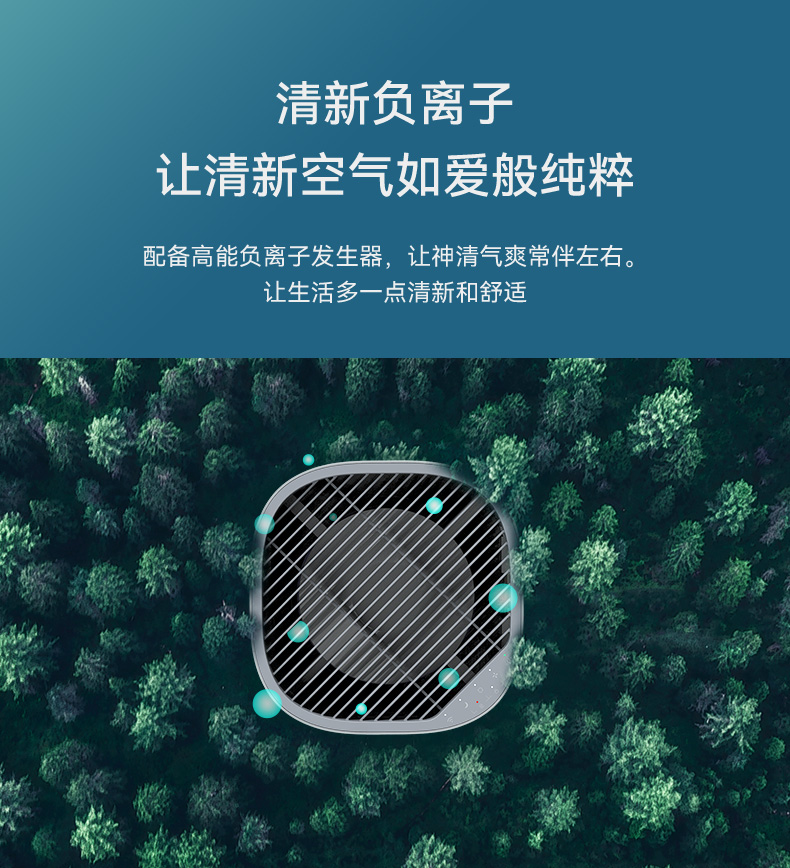 清新负离子
让清新空气如爱般纯粹
配备高能负离子发生器，让神清气爽常伴左右。
让生活多一点清新和舒适